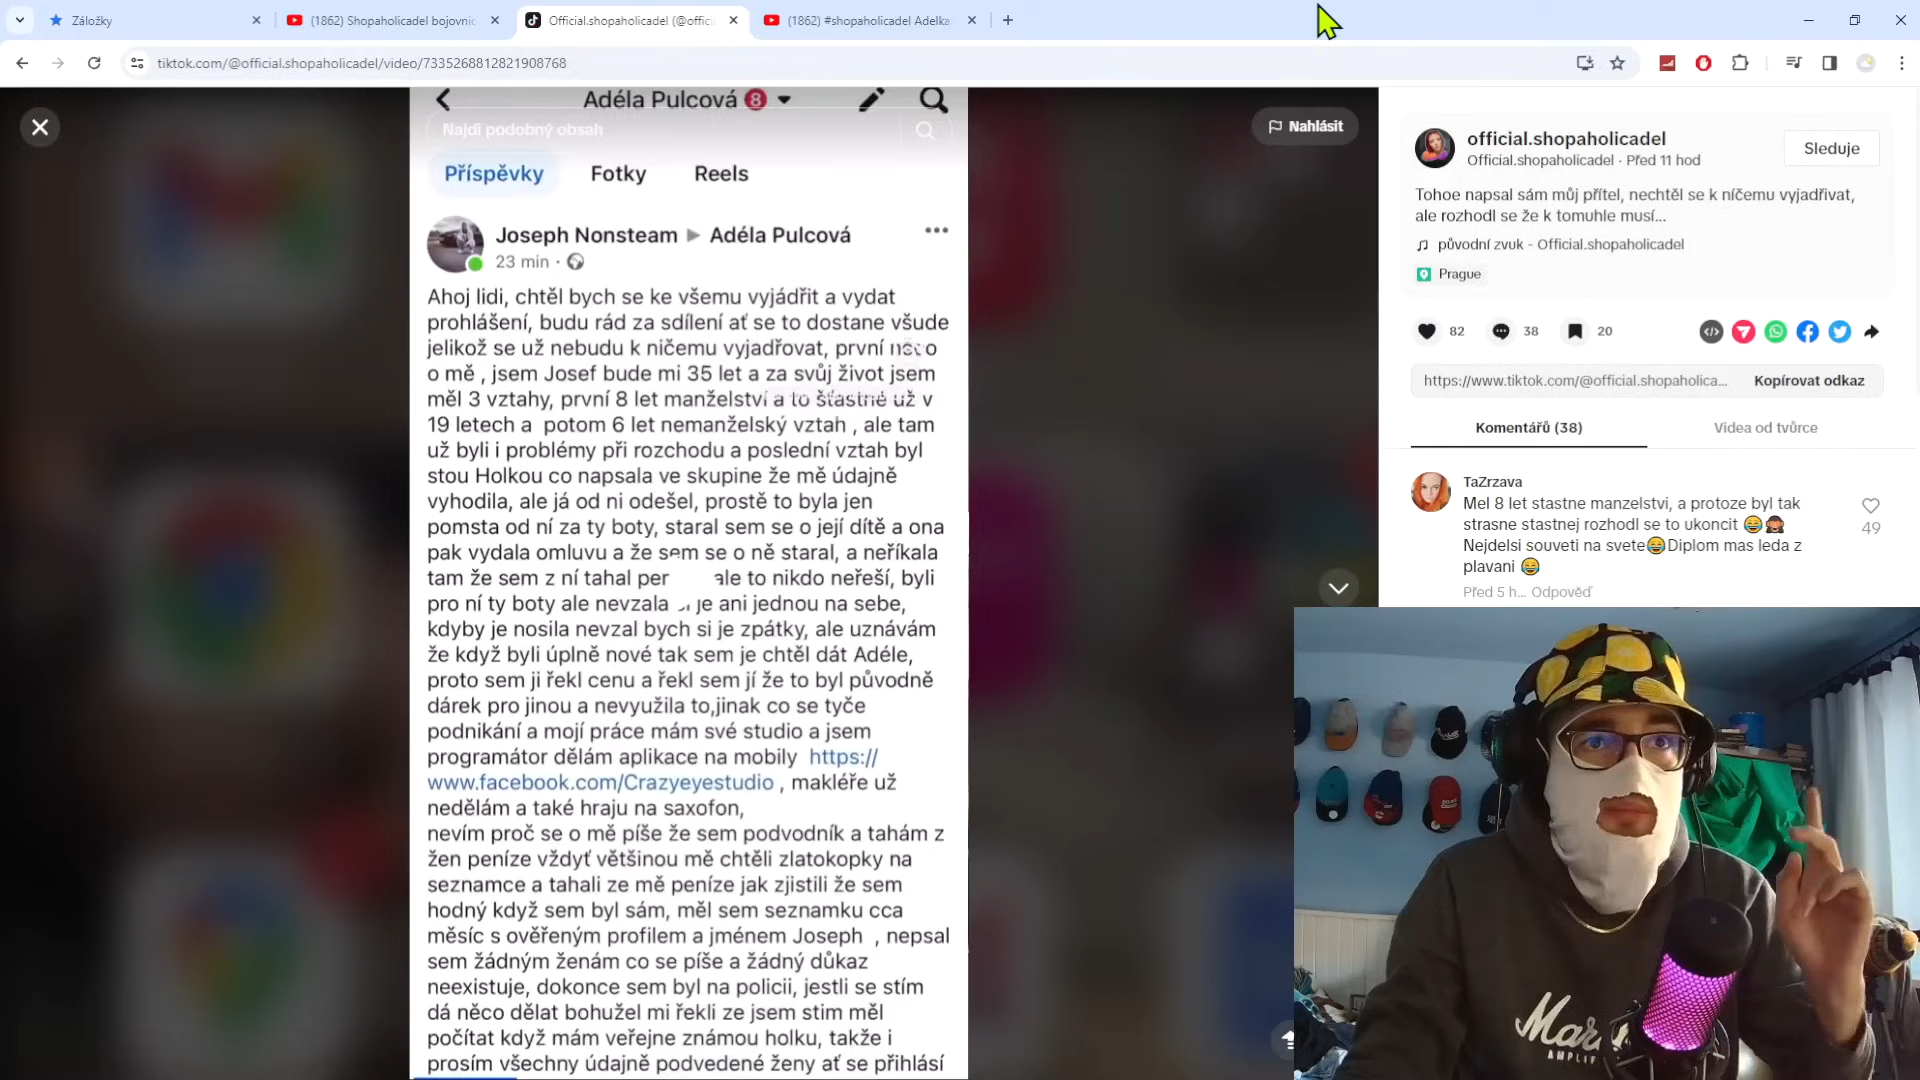 Záložky
(1862) Shopaholicadel bojovnic
Official.shopaholicadel (@offici
(1862) #shopaholicadel Adelka
tiktok.com/@official.shopaholicadel/video/7335268812821908768
Adéla Pulcová 8
Najdi podobný obsah
Nahlásit
Příspěvky Fotky Reels
Joseph Nonsteam ▶ Adéla Pulcová
23 min ·
Ahoj lidi, chtěl bych se ke všemu vyjádřit a vydat
prohlášení, budu rád za sdílení ať se to dostane všude
jelikož se už nebudu k ničemu vyjadřovat, první
o mě , jsem Josef bude mi 35 let a za svůj život jsem
měl 3 vztahy, první 8 let manželství a to šťastné už v
19 letech a potom 6 let nemanželský vztah , ale tam
už byli i problémy při rozchodu a poslední vztah byl
stou Holkou co napsala ve skupine že mě údajně
vyhodila, ale já od ni odešel, prostě to byla jen
pomsta od ní za ty boty, staral sem se o její dítě a ona
pak vydala omluvu a že sem se o ně staral, a neříkala
tam že sem z ní tahal per ale to nikdo neřeší, byli
pro ní ty boty ale nevzala si je ani jednou na sebe,
kdyby je nosila nevzal bych si je zpátky, ale uznávám
že když byli úplně nové tak sem je chtěl dát Adéle,
proto sem ji řekl cenu a řekl sem jí že to byl původně
dárek pro jinou a nevyužila to,jinak co se tyče
podnikání a mojí práce mám své studio a jsem
programátor dělám aplikace na mobily https://
www.facebook.com/Crazyeyestudio , makléře už
nedělám a také hraju na saxofon,
nevím proč se o mě píše že sem podvodník a tahám z
žen peníze vždyť většinou mě chtěli zlatokopky na
seznamce a tahali ze mě peníze jak zjistili že sem
hodný když sem byl sám, měl sem seznamku cca
měsíc s ověřeným profilem a jménem Joseph , nepsal
sem žádným ženám co se píše a žádný důkaz
neexistuje, dokonce sem byl na policii, jestli se stím
dá něco dělat bohužel mi řekli ze jsem stim měl
počítat když mám veřejne známou holku, takže i
prosím všechny údajně podvedené ženy ať se přihlásí
official.shopaholicadel
Official.shopaholicadel · Před 11 hod
Sleduje
Tohoe napsal sám můj přítel, nechtěl se k níčemu vyjadřivat,
ale rozhodl se že k tomuhle musí...
původní zvuk - Official.shopaholicadel
Prague
82 38 20
https://www.tiktok.com/@official.shopaholica...
Kopírovat odkaz
Komentářů (38)
Videa od tvůrce
TaZrzava
Mel 8 let stastne manzelstvi, a protoze byl tak
strasne stastnej rozhodl se to ukoncit 😂🙊
Nejdelsi souveti na svete😂Diplom mas leda z
plavani 😂
49
Před 5 h... Odpověď
AMPLIF